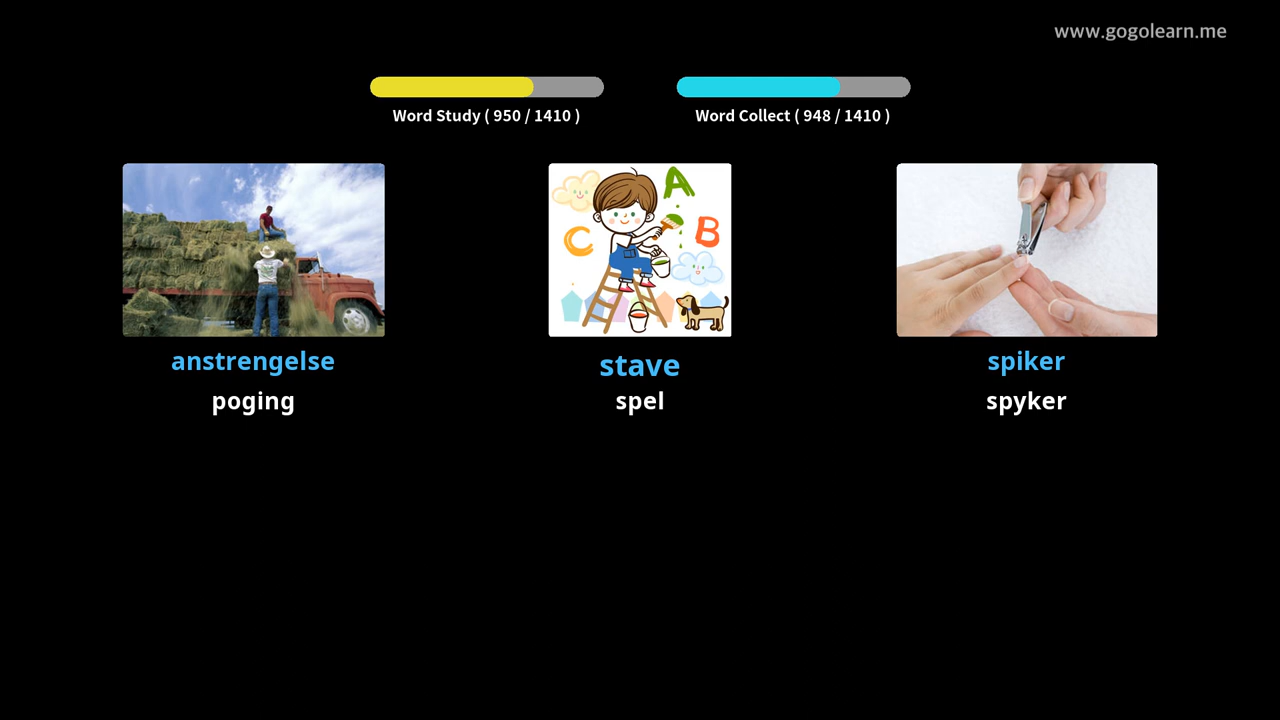 www.gogolearn.me
Word Study ( 950 / 1410 )
Word Collect ( 948 / 1410 )
A
B
C
anstrengelse
poging
stave
spel
spiker
spyker